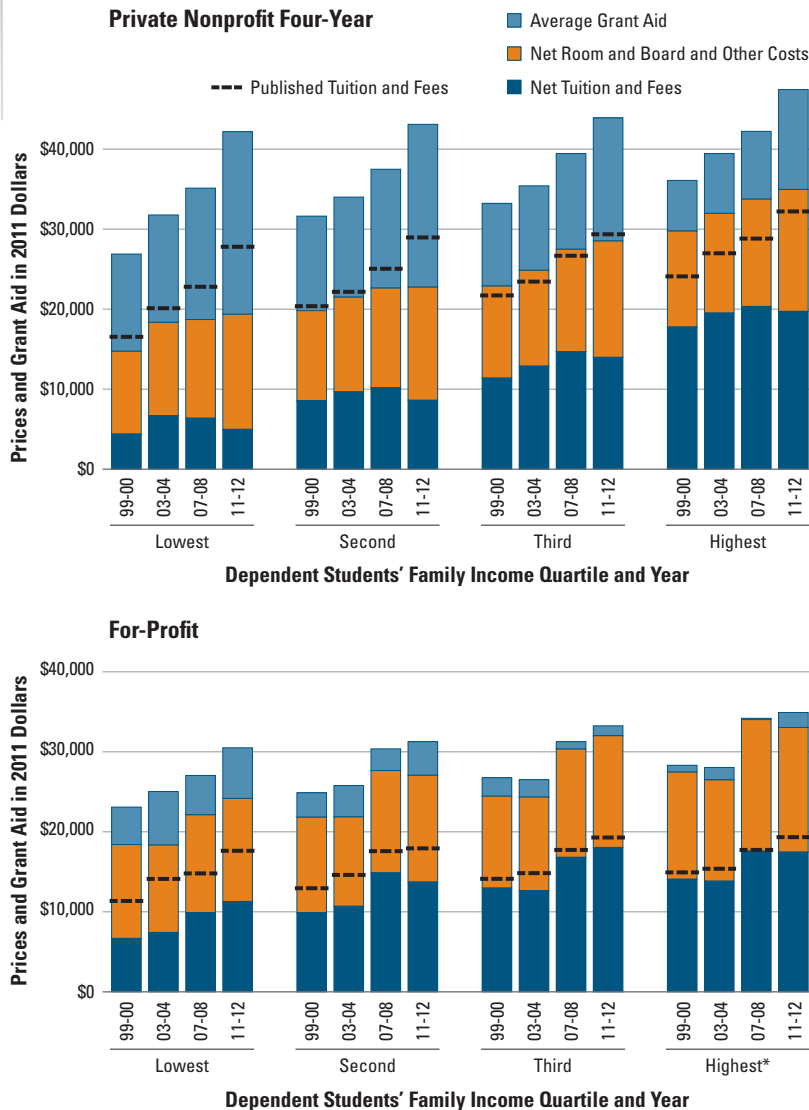 Private Nonprofit Four-Year
Average Grant Aid
Net Room and Board and Other Costs
Published Tuition and Fees
Net Tuition and Fees
Prices and Grant Aid in 2011 Dollars
$40,000
$30,000
$20,000
$10,000
$0
99-00 03-04 07-08 11-12 99-00 03-04 07-08 11-12 99-00 03-04 07-08 11-12 99-00 03-04 07-08 11-12
Lowest Second Third Highest
Dependent Students' Family Income Quartile and Year
For-Profit
Prices and Grant Aid in 2011 Dollars
$40,000
$30,000
$20,000
$10,000
$0
99-00 03-04 07-08 11-12 99-00 03-04 07-08 11-12 99-00 03-04 07-08 11-12 99-00 03-04 07-08 11-12
Lowest Second Third Highest*
Dependent Students' Family Income Quartile and Year